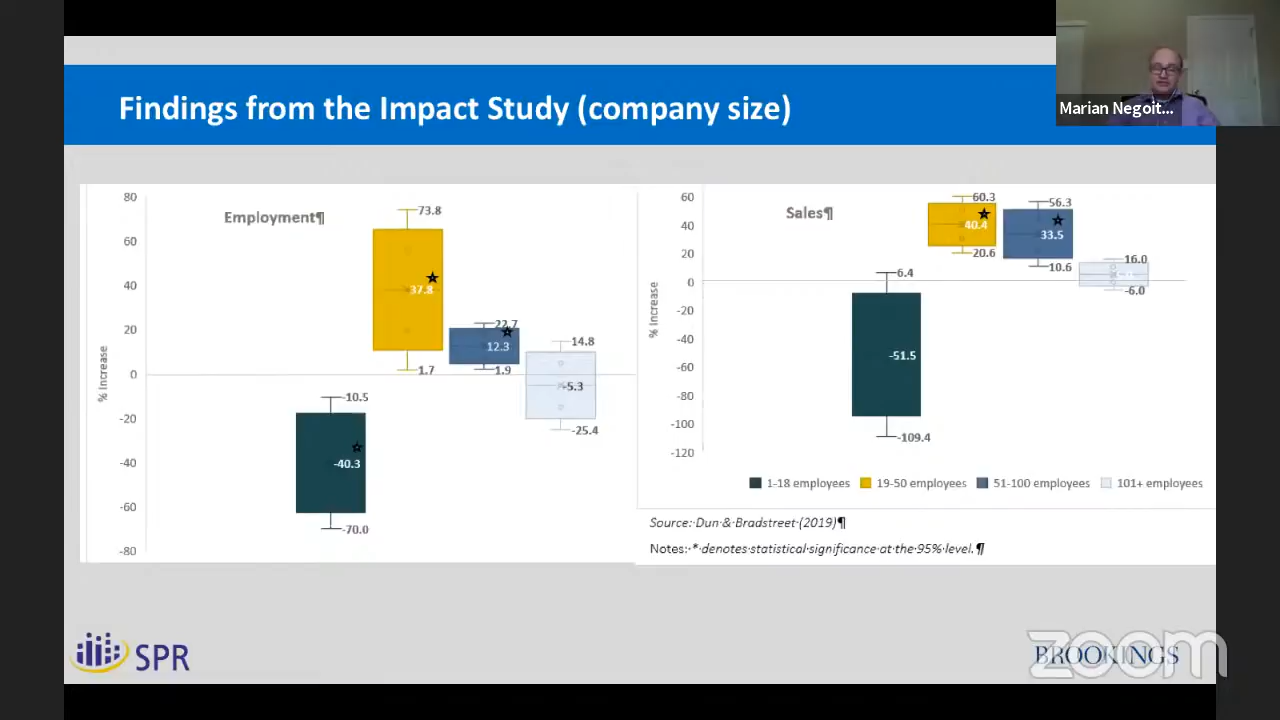 Findings from the Impact Study (company size)
Marian Negoit...
Employment¶
% Increase
80
60
40
20
0
-20
-40
-60
-80
-10.5
-40.3
-70.0
73.8
37.8
1.7
22.7
12.3
1.9
14.8
-5.3
-25.4
Sales¶
% Increase
60
40
20
0
-20
-40
-60
-80
-100
-120
6.4
-51.5
-109.4
60.3
40.4
20.6
56.3
33.5
10.6
16.0
-6.0
1-18 employees
19-50 employees
51-100 employees
101+ employees
Source: Dun & Bradstreet (2019)¶
Notes: * denotes statistical significance at the 95% level. ¶
SPR
BROOKINGS
zoom